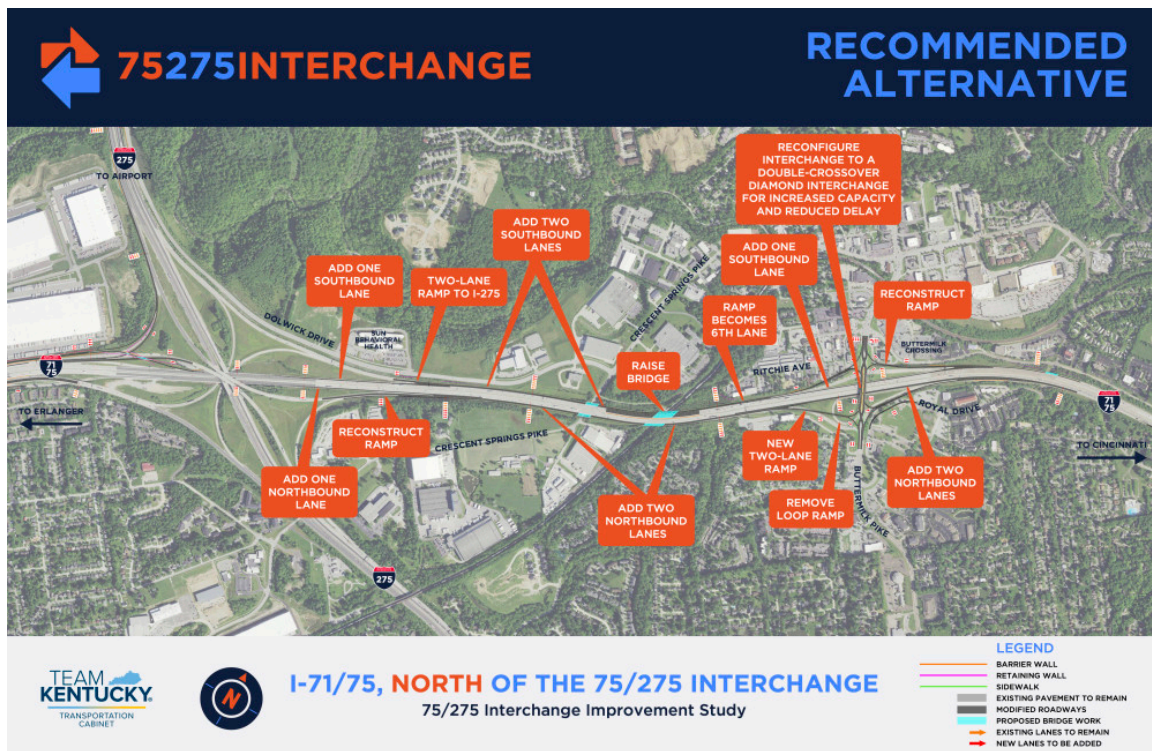 75275INTERCHANGE
RECOMMENDED
ALTERNATIVE
INTERSTATE
275
TO AIRPORT
RECONFIGURE
INTERCHANGE TO A
DOUBLE-CROSSOVER
DIAMOND INTERCHANGE
FOR INCREASED CAPACITY
AND REDUCED DELAY
ADD TWO
SOUTHBOUND
LANES
ADD ONE
SOUTHBOUND
LANE
TWO-LANE
RAMP TO I-275
CRESCENT SPRINGS PIKE
ADD ONE
SOUTHBOUND
LANE
RECONSTRUCT
RAMP
RAMP
BECOMES
6TH LANE
DOLWICK DRIVE
SUN
BEHAVIORAL
HEALTH
BUTTERMILK
CROSSING
RAISE
BRIDGE
RITCHIE AVE
71
75
TO ERLANGER
RECONSTRUCT
RAMP
CRESCENT SPRINGS PIKE
ROYAL DRIVE
71
75
TO CINCINNATI
ADD ONE
NORTHBOUND
LANE
NEW
TWO-LANE
RAMP
ADD TWO
NORTHBOUND
LANES
REMOVE
LOOP RAMP
BUTTERMILK PIKE
ADD TWO
NORTHBOUND
LANES
275
TEAM
KENTUCKY
TRANSPORTATION
CABINET
N
I-71/75, NORTH OF THE 75/275 INTERCHANGE
75/275 Interchange Improvement Study
LEGEND
BARRIER WALL
RETAINING WALL
SIDEWALK
EXISTING PAVEMENT TO REMAIN
MODIFIED ROADWAYS
PROPOSED BRIDGE WORK
EXISTING LANES TO REMAIN
NEW LANES TO BE ADDED